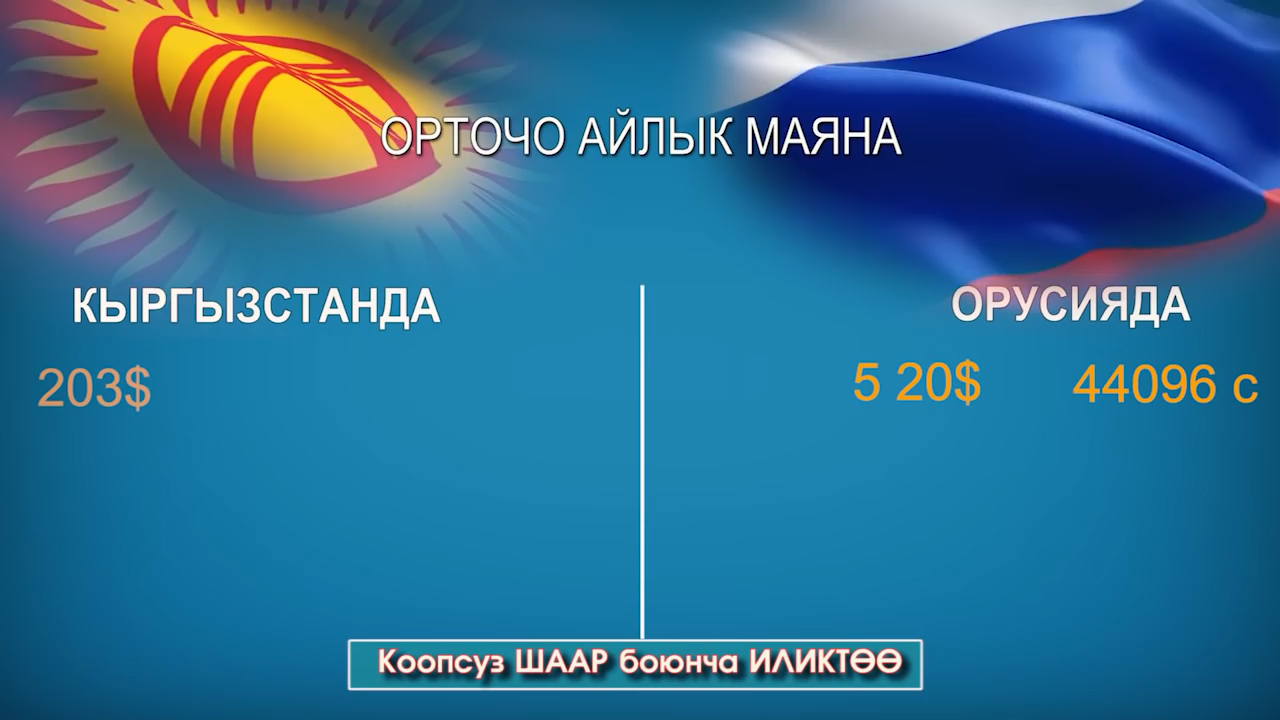 ОРТОЧО АЙЛЫК МАЯНА
КЫРГЫЗСТАНДА
203$
ОРУСИЯДА
5 20$ 44096 с
Коопсуз ШААР боюнча ИЛИКТӨӨ